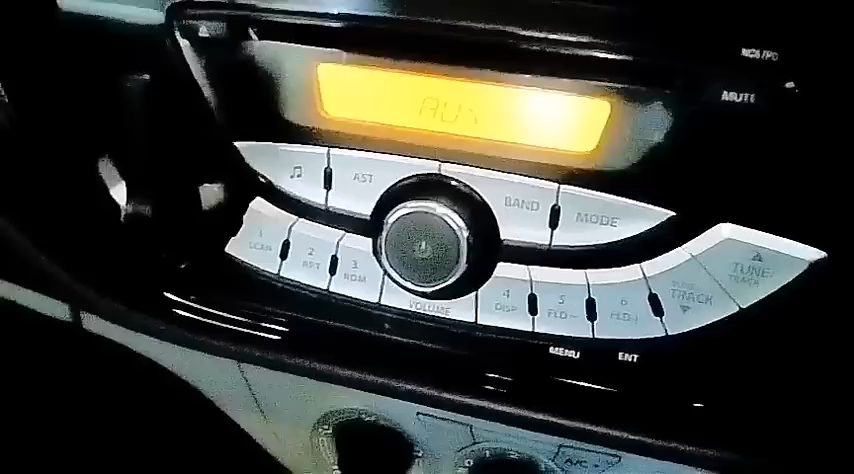 MUTE
AUX
AST
BAND
MODE
1
SCAN
2
RPT
3
RDM
VOLUME
4
DISP
5
FLD-
6
FLD+
TRACK
TUNE/
TRACK
MENU
ENT
A/C